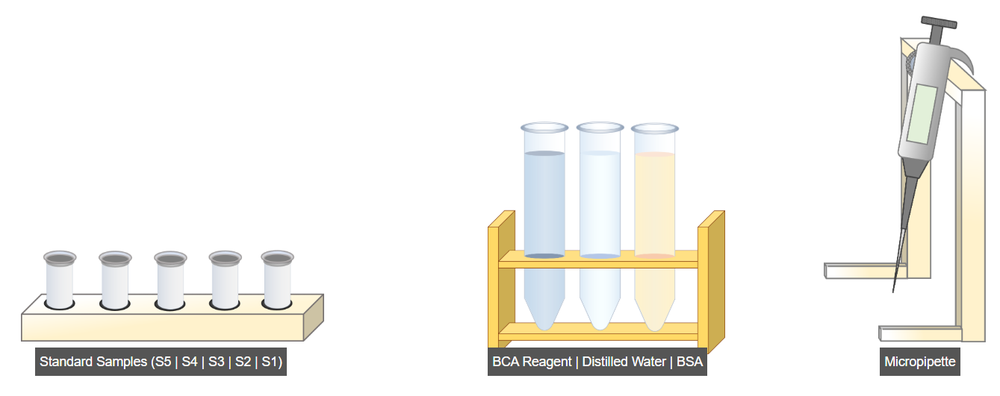 Standard Samples (S5 | S4 | S3 | S2 | S1)
BCA Reagent | Distilled Water | BSA
Micropipette